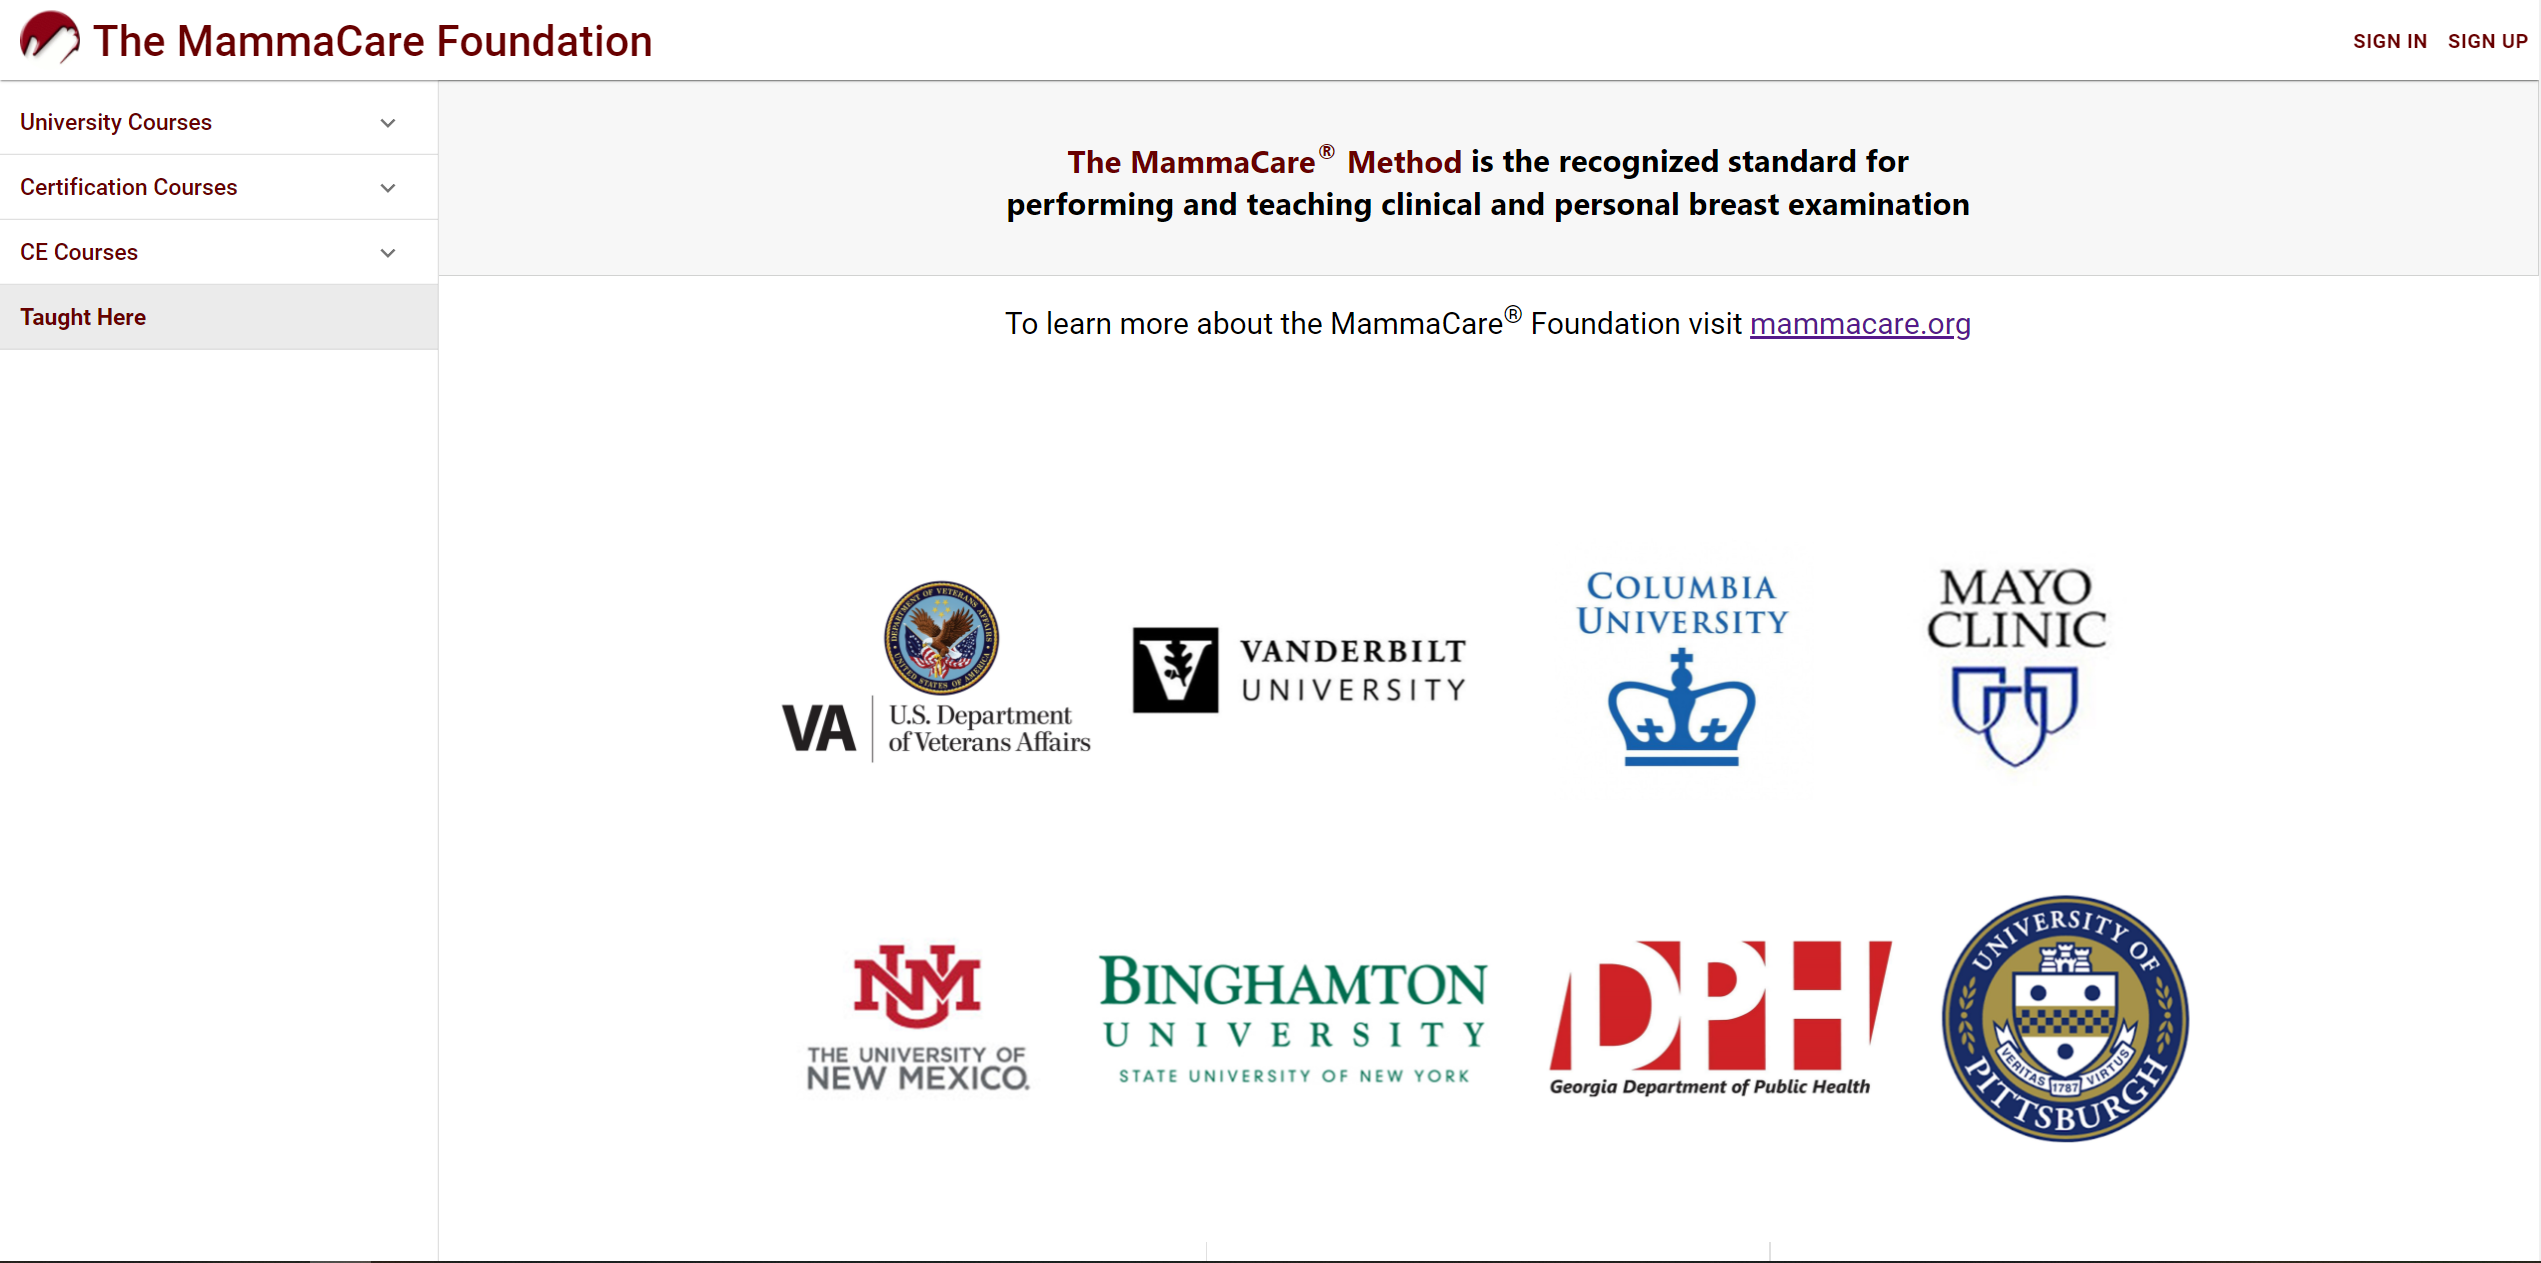 The MammaCare Foundation
SIGN IN SIGN UP
University Courses
Certification Courses
CE Courses
Taught Here
The MammaCare® Method is the recognized standard for
performing and teaching clinical and personal breast examination
To learn more about the MammaCare® Foundation visit mammacare.org
DEPARTMENT OF VETERANS AFFAIRS
UNITED STATES OF AMERICA
VA
U.S. Department
of Veterans Affairs
V
VANDERBILT
UNIVERSITY
COLUMBIA
UNIVERSITY
MAYO
CLINIC
NM
THE UNIVERSITY OF
NEW MEXICO.
BINGHAMTON
UNIVERSITY
STATE UNIVERSITY OF NEW YORK
DPH
Georgia Department of Public Health
UNIVERSITY OF
PITTSBURGH
VERITAS 1787 VIRTUS